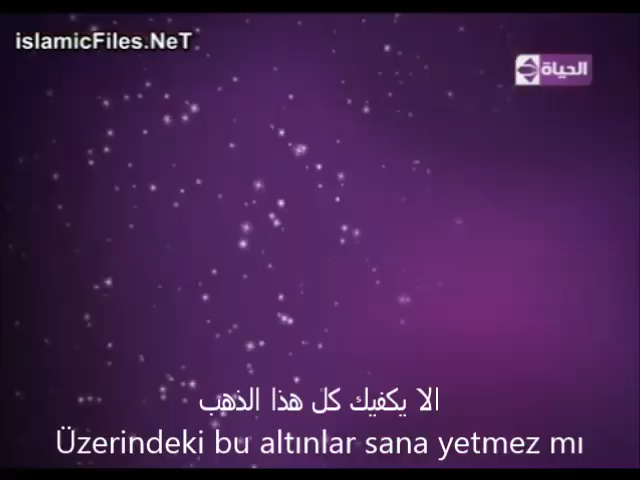 islamicFiles.NeT
الحياة
الا يكفيك كل هذا الذهب
Üzerindeki bu altınlar sana yetmez mı